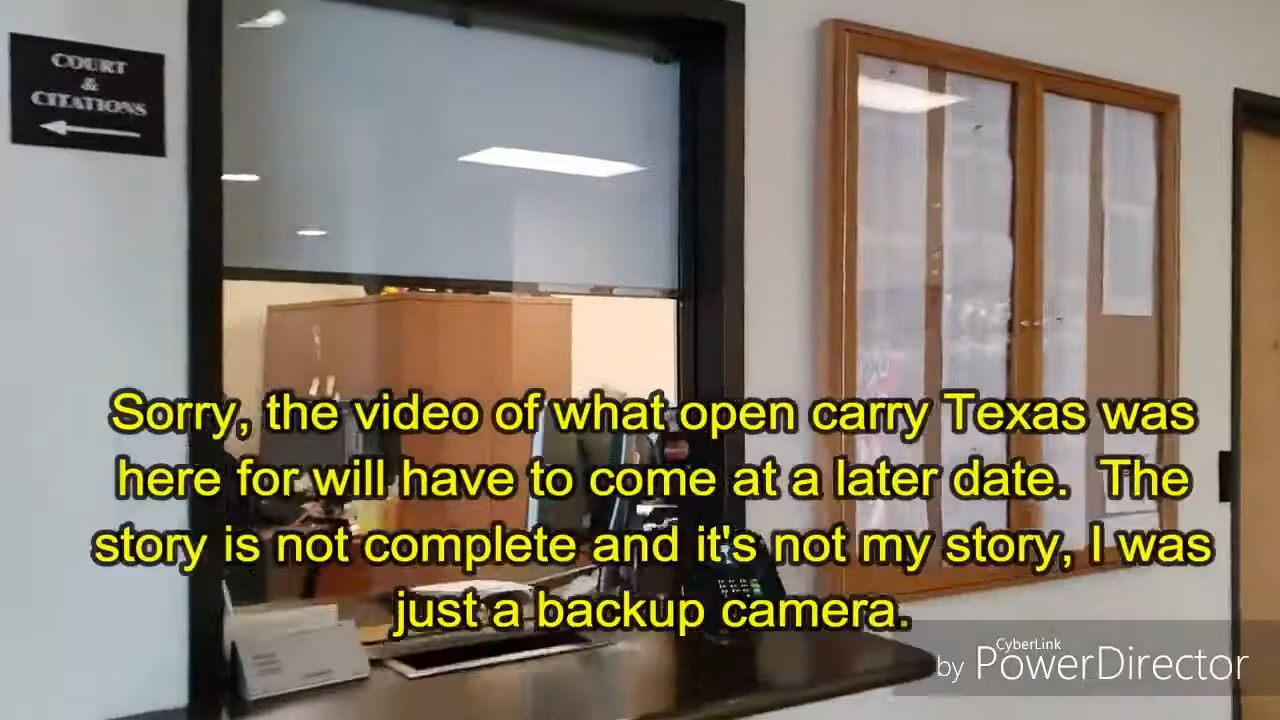 COURT
&
CITATIONS
Sorry, the video of what open carry Texas was
here for will have to come at a later date. The
story is not complete and it's not my story, I was
just a backup camera.
CyberLink
by PowerDirector